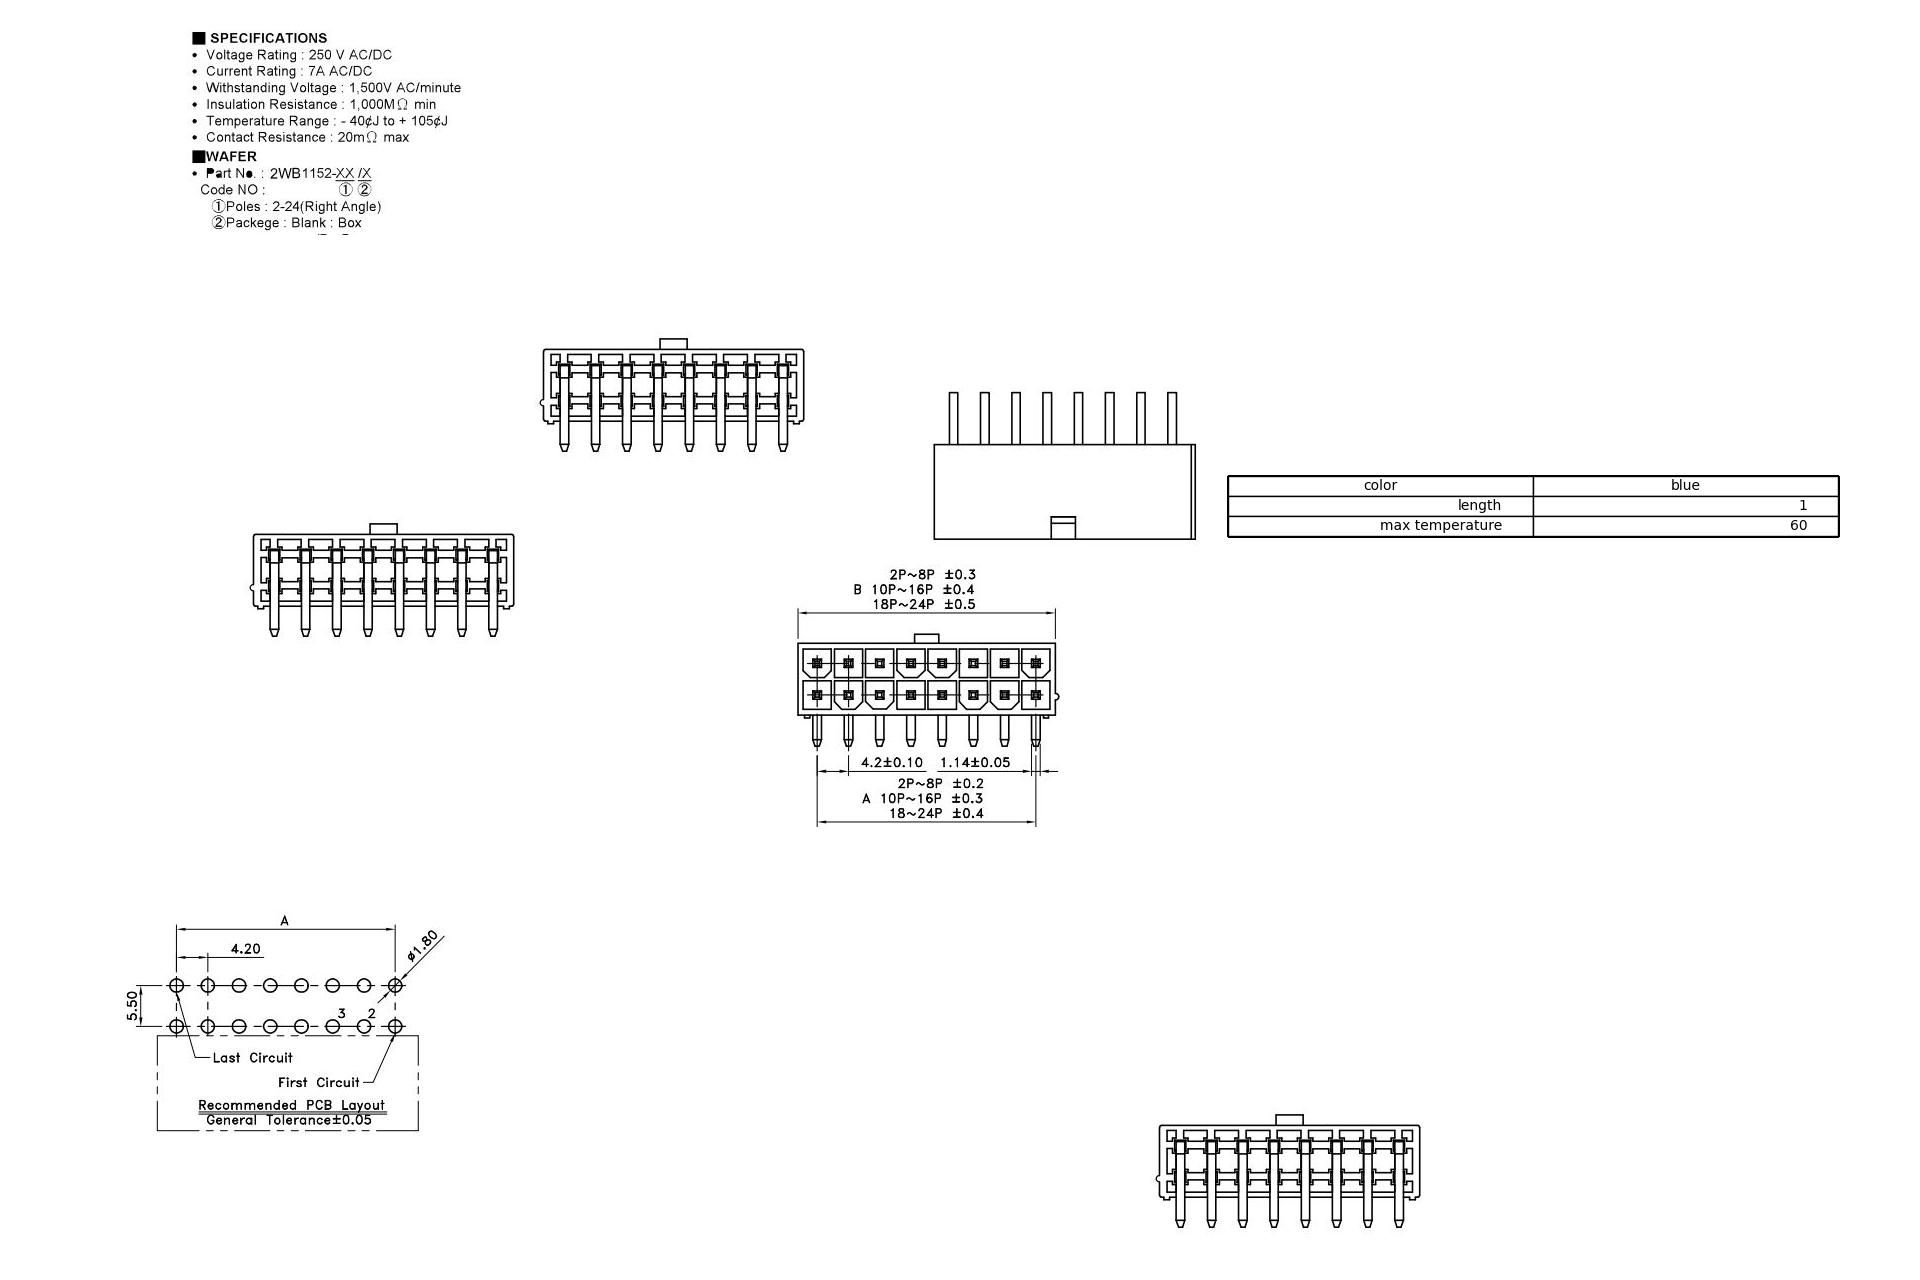 ■ SPECIFICATIONS
• Voltage Rating : 250 V AC/DC
• Current Rating : 7A AC/DC
• Withstanding Voltage : 1,500V AC/minute
• Insulation Resistance : 1,000MΩ min
• Temperature Range : - 40¢J to + 105¢J
• Contact Resistance : 20mΩ max
■WAFER
• Part No. : 2WB1152-XX /X
Code NO : ① ②
①Poles : 2-24(Right Angle)
②Packege : Blank : Box
color blue
length 1
max temperature 60
2P~8P ±0.3
B 10P~16P ±0.4
18P~24P ±0.5
4.2±0.10 1.14±0.05
2P~8P ±0.2
A 10P~16P ±0.3
18~24P ±0.4
A
4.20
ø1.80
5.50
3 2
Last Circuit
First Circuit
Recommended PCB Layout
General Tolerance±0.05